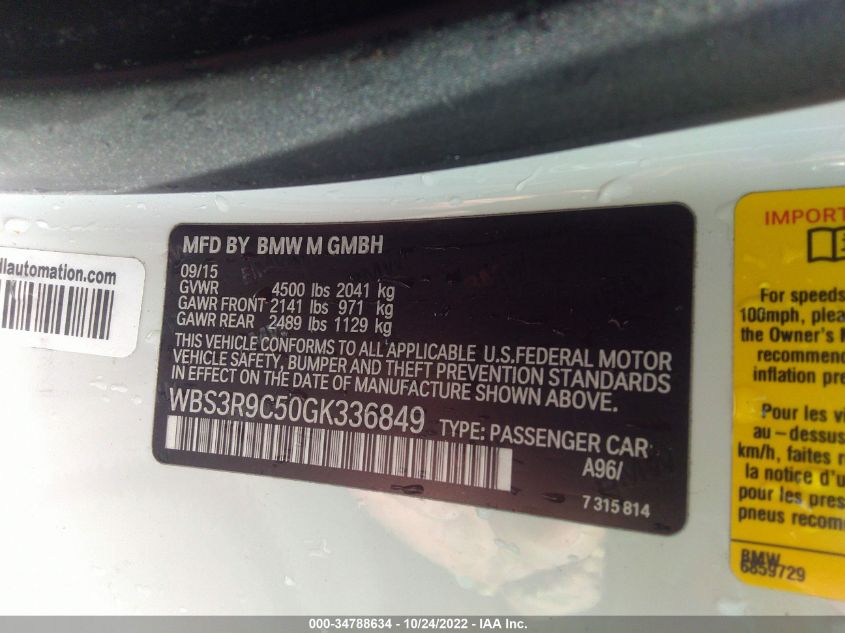 llautomation.com
MFD BY BMW M GMBH
09/15
GVWR 4500 lbs 2041 kg
GAWR FRONT 2141 lbs 971 kg
GAWR REAR 2489 lbs 1129 kg
THIS VEHICLE CONFORMS TO ALL APPLICABLE U.S.FEDERAL MOTOR
VEHICLE SAFETY, BUMPER AND THEFT PREVENTION STANDARDS
IN EFFECT ON THE DATE OF MANUFACTURE SHOWN ABOVE.
WBS3R9C50GK336849 TYPE: PASSENGER CAR
A96/
7 315 814
IMPORT
For speeds
100mph, plea
the Owner's
recommen
inflation pre
Pour les vi
au-dessus
km/h, faites
la notice d'u
pour les pres
pneus recom
BMW
6859729
000-34788634 - 10/24/2022 - IAA Inc.